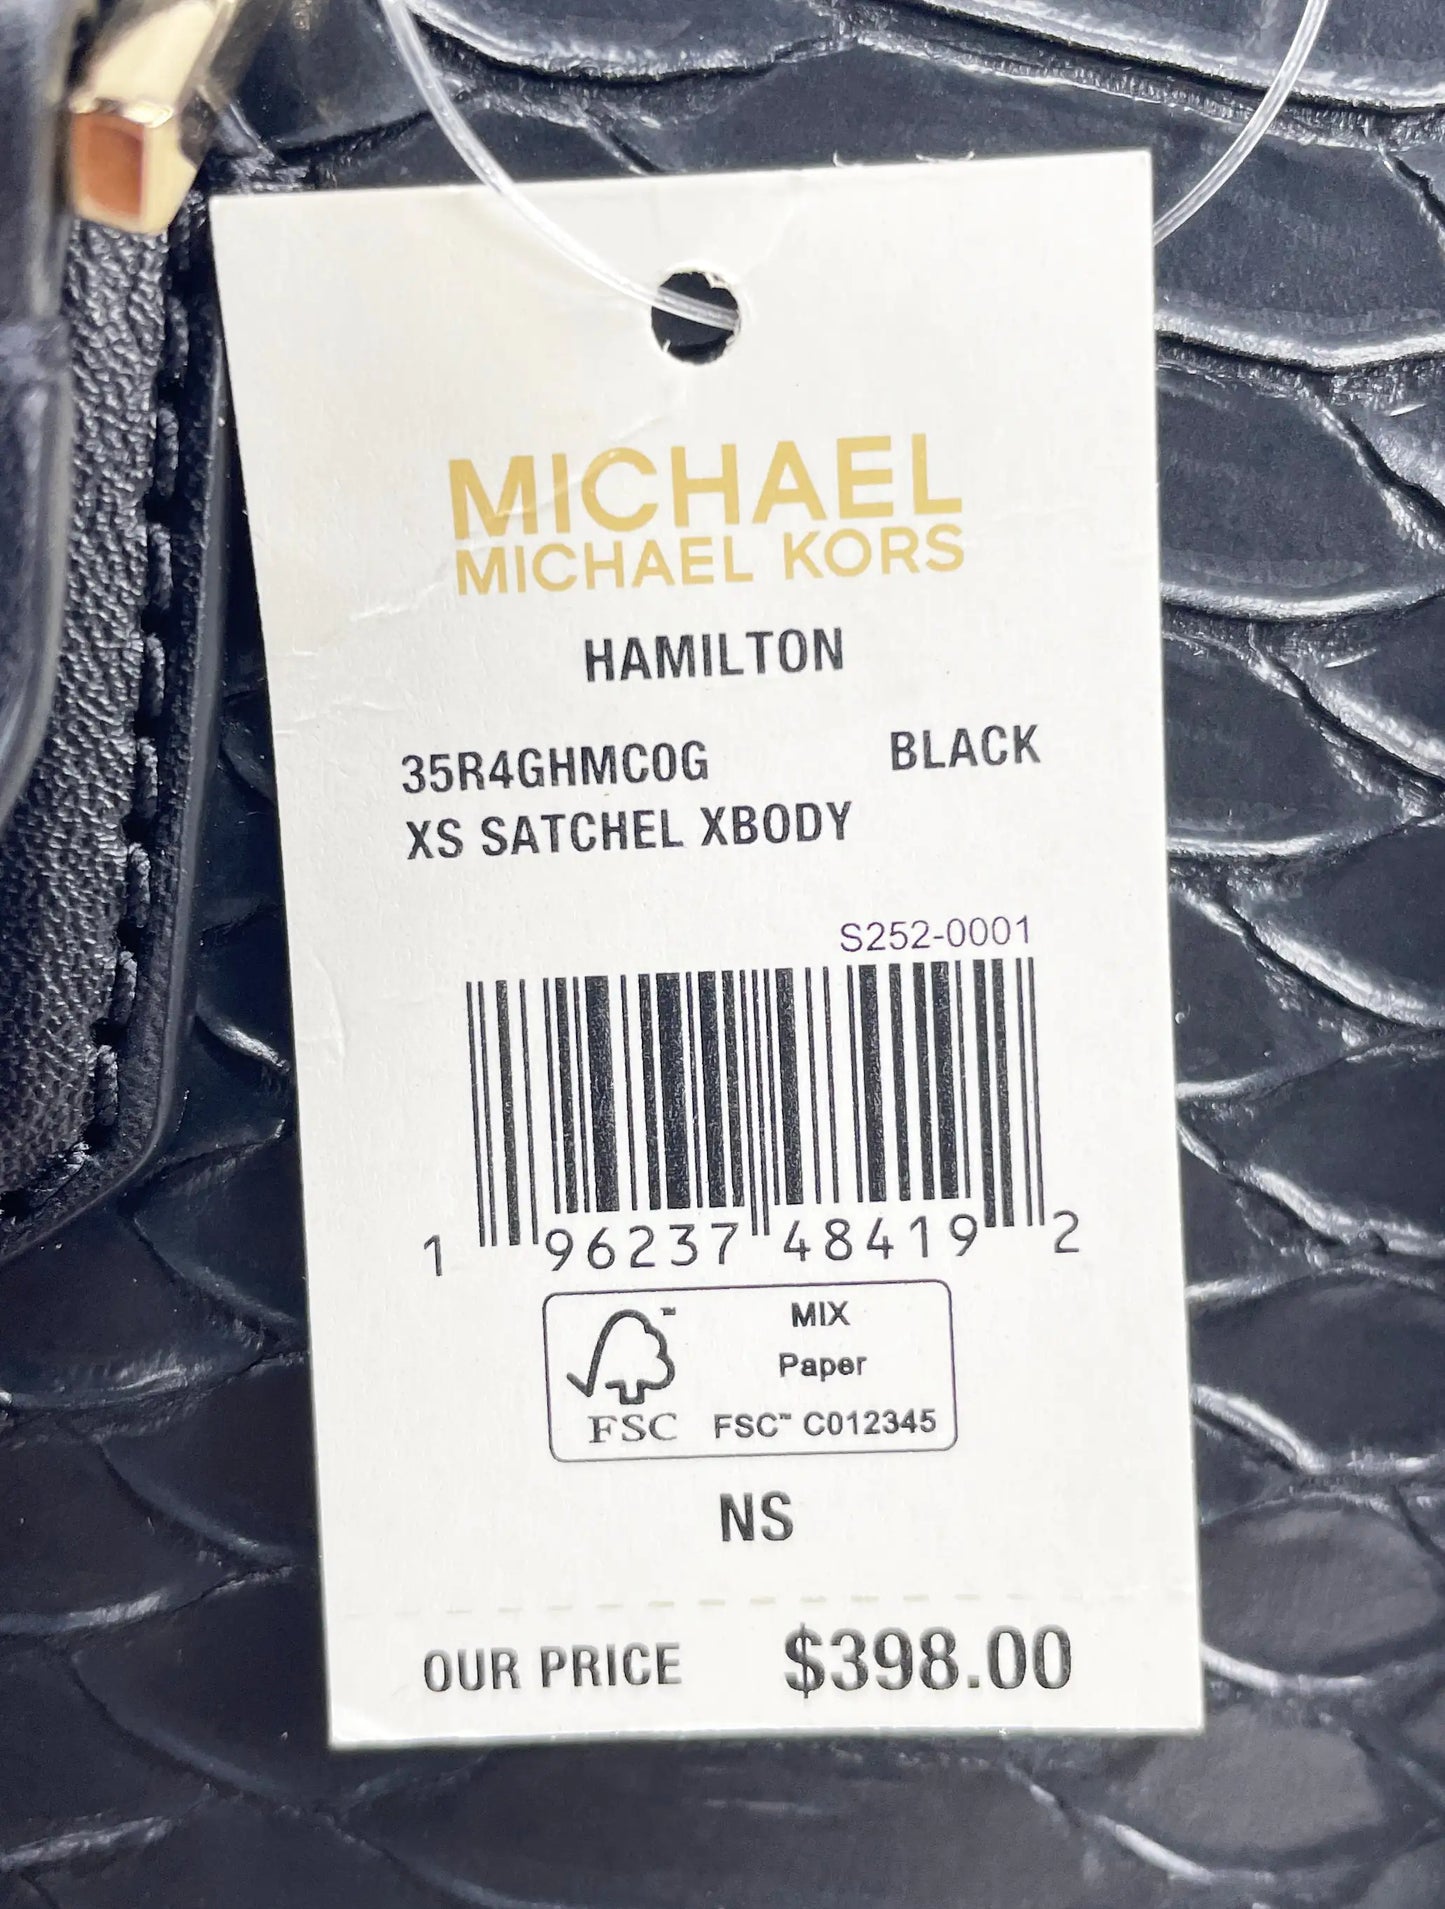 MICHAEL
MICHAEL KORS
HAMILTON
35R4GHMC0G BLACK
XS SATCHEL XBODY
S252-0001
1 96237 48419 2
MIX
Paper
FSC™ C012345
FSC
NS
OUR PRICE $398.00